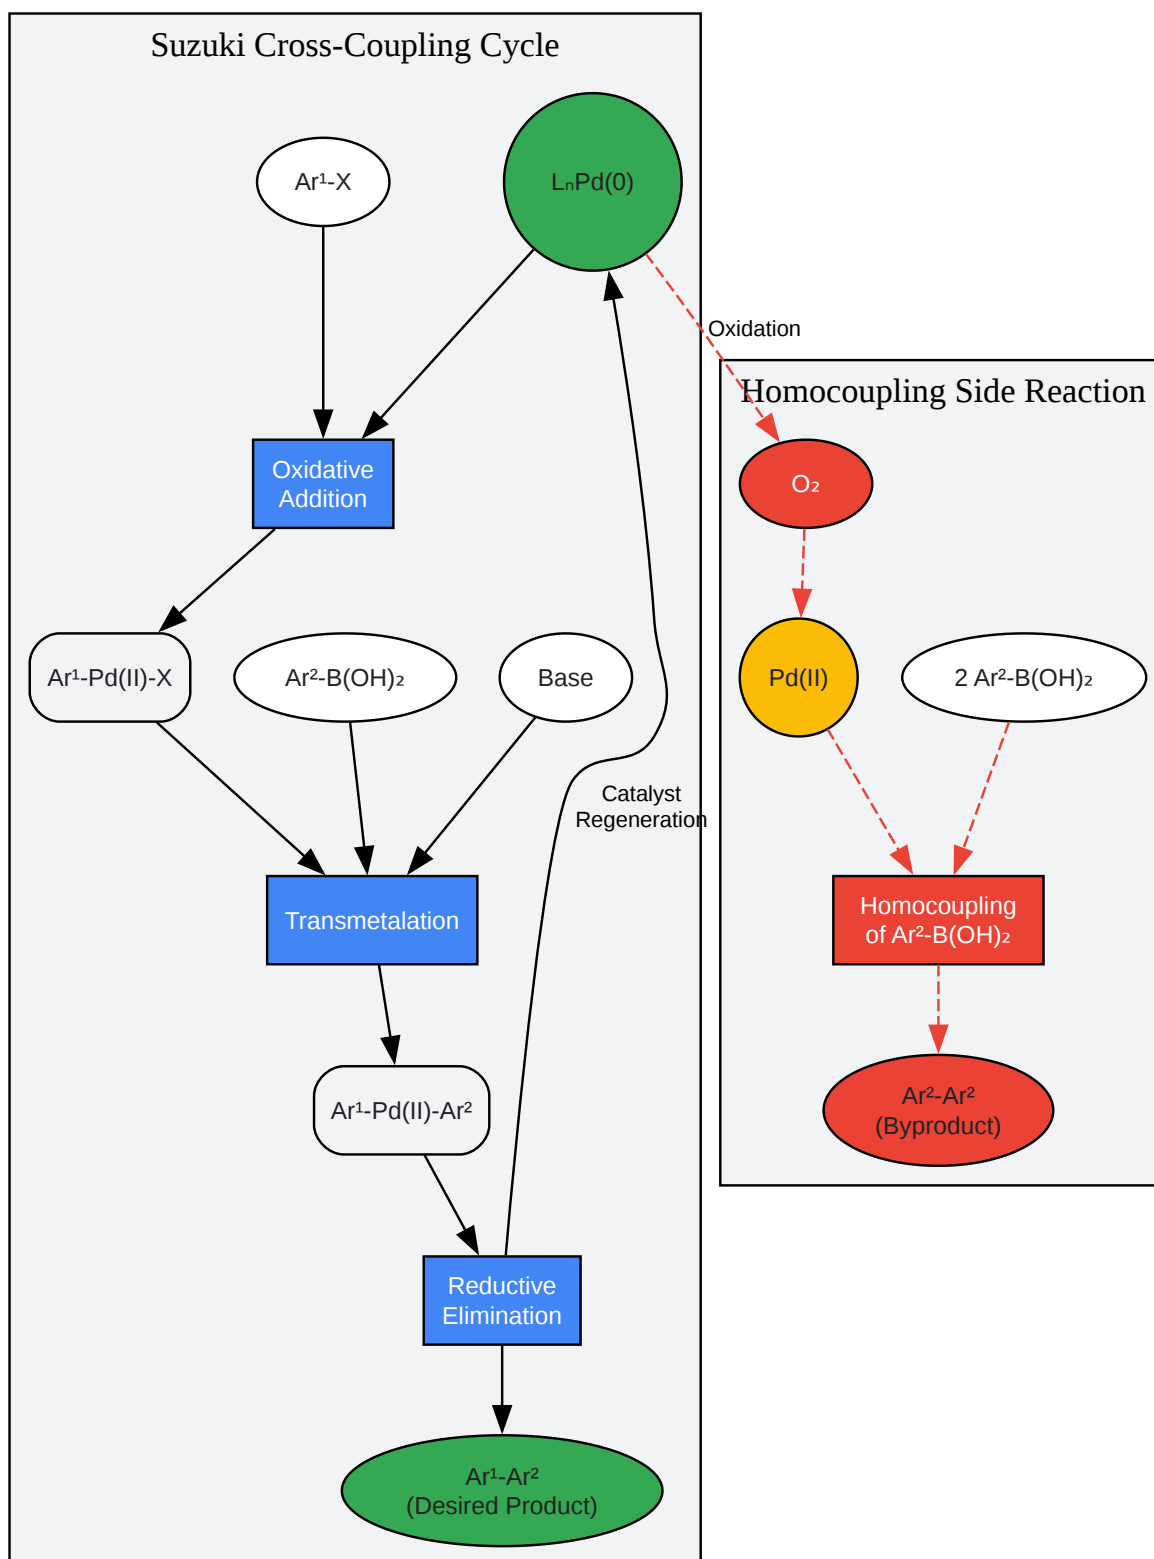 Suzuki Cross-Coupling Cycle
Ar¹-X
LₙPd(0)
Oxidation
Homocoupling Side Reaction
Oxidative
Addition
O₂
Ar¹-Pd(II)-X
Ar²-B(OH)₂
Base
Pd(II)
2 Ar²-B(OH)₂
Catalyst
Regeneration
Transmetalation
Homocoupling
of Ar²-B(OH)₂
Ar¹-Pd(II)-Ar²
Ar²-Ar²
(Byproduct)
Reductive
Elimination
Ar¹-Ar²
(Desired Product)